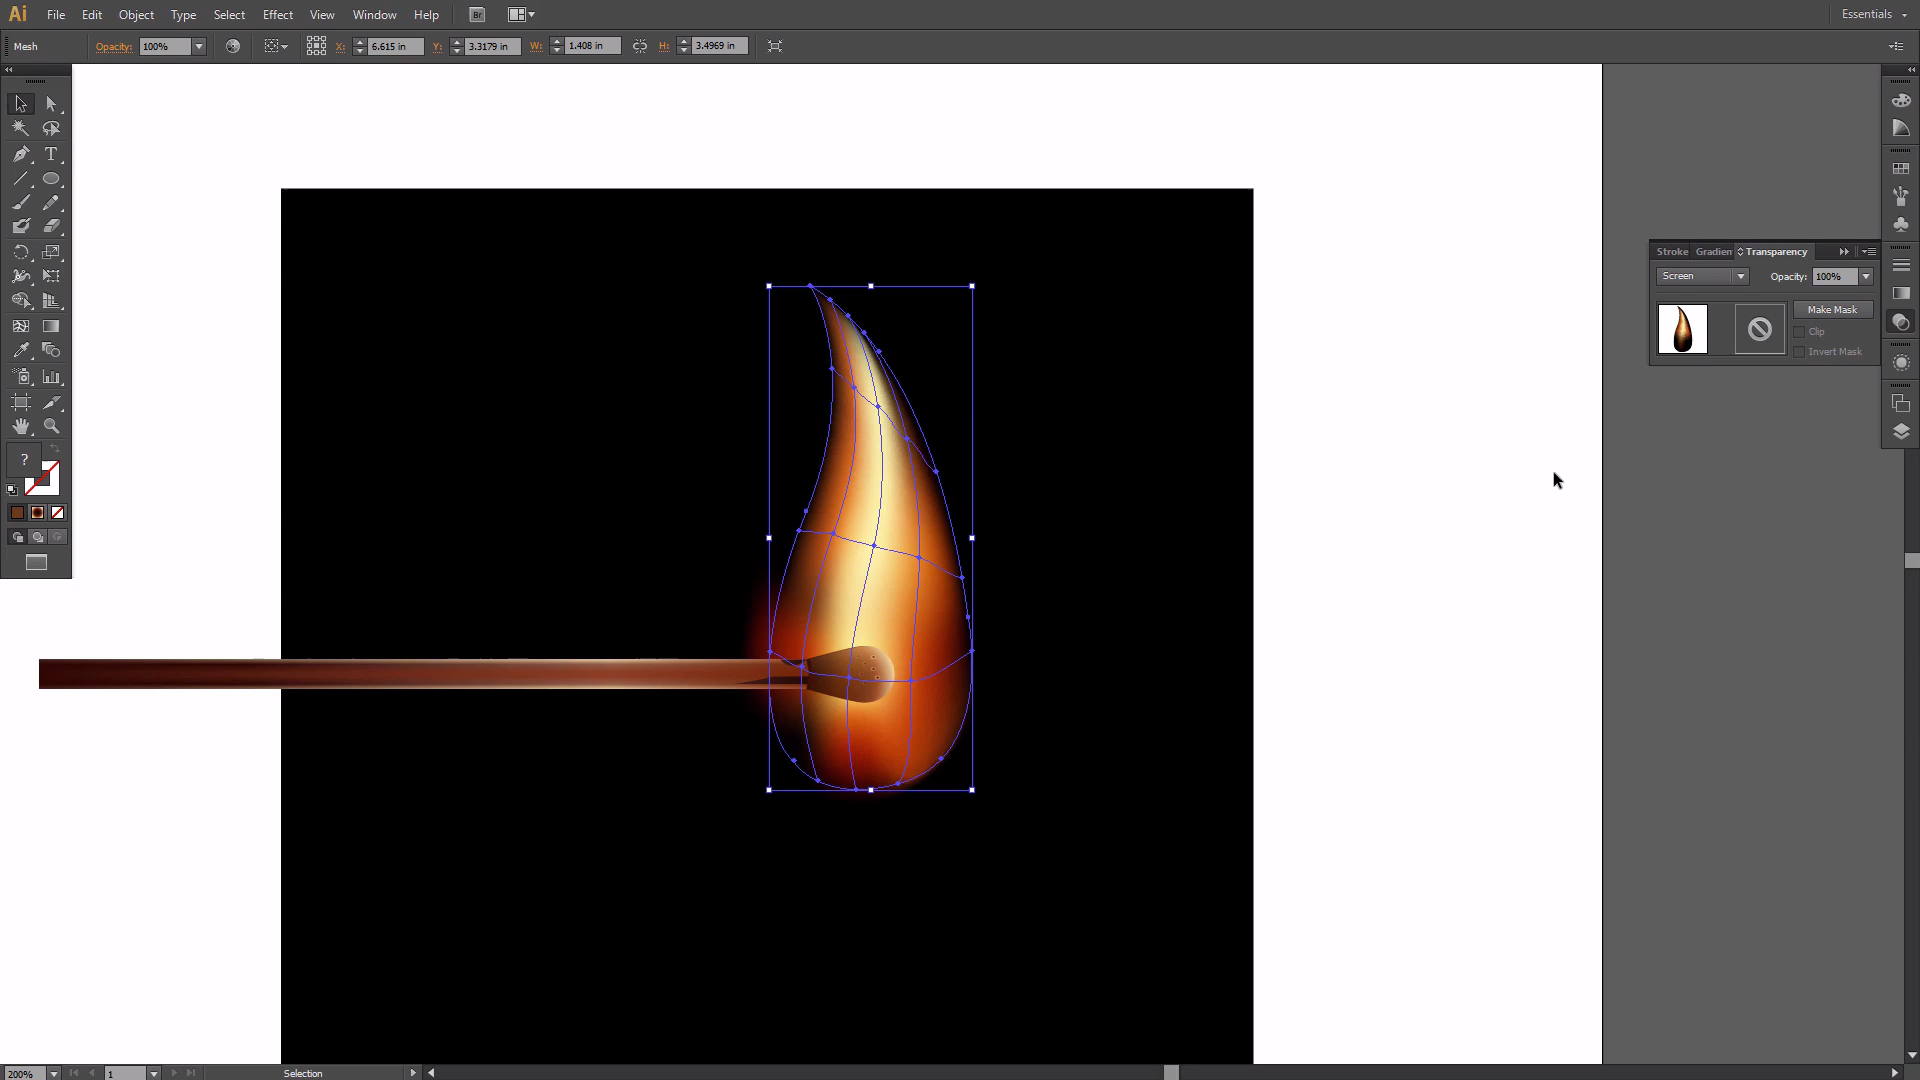 Ai File Edit Object Type Select Effect View Window Help Br Essentials
Mesh Opacity: 100% X: 6.615 in Y: 3.3179 in W: 1.408 in H: 3.4969 in
T
?
Stroke Gradien Transparency
Screen Opacity: 100%
Make Mask
Clip
Invert Mask
200% 1 Selection